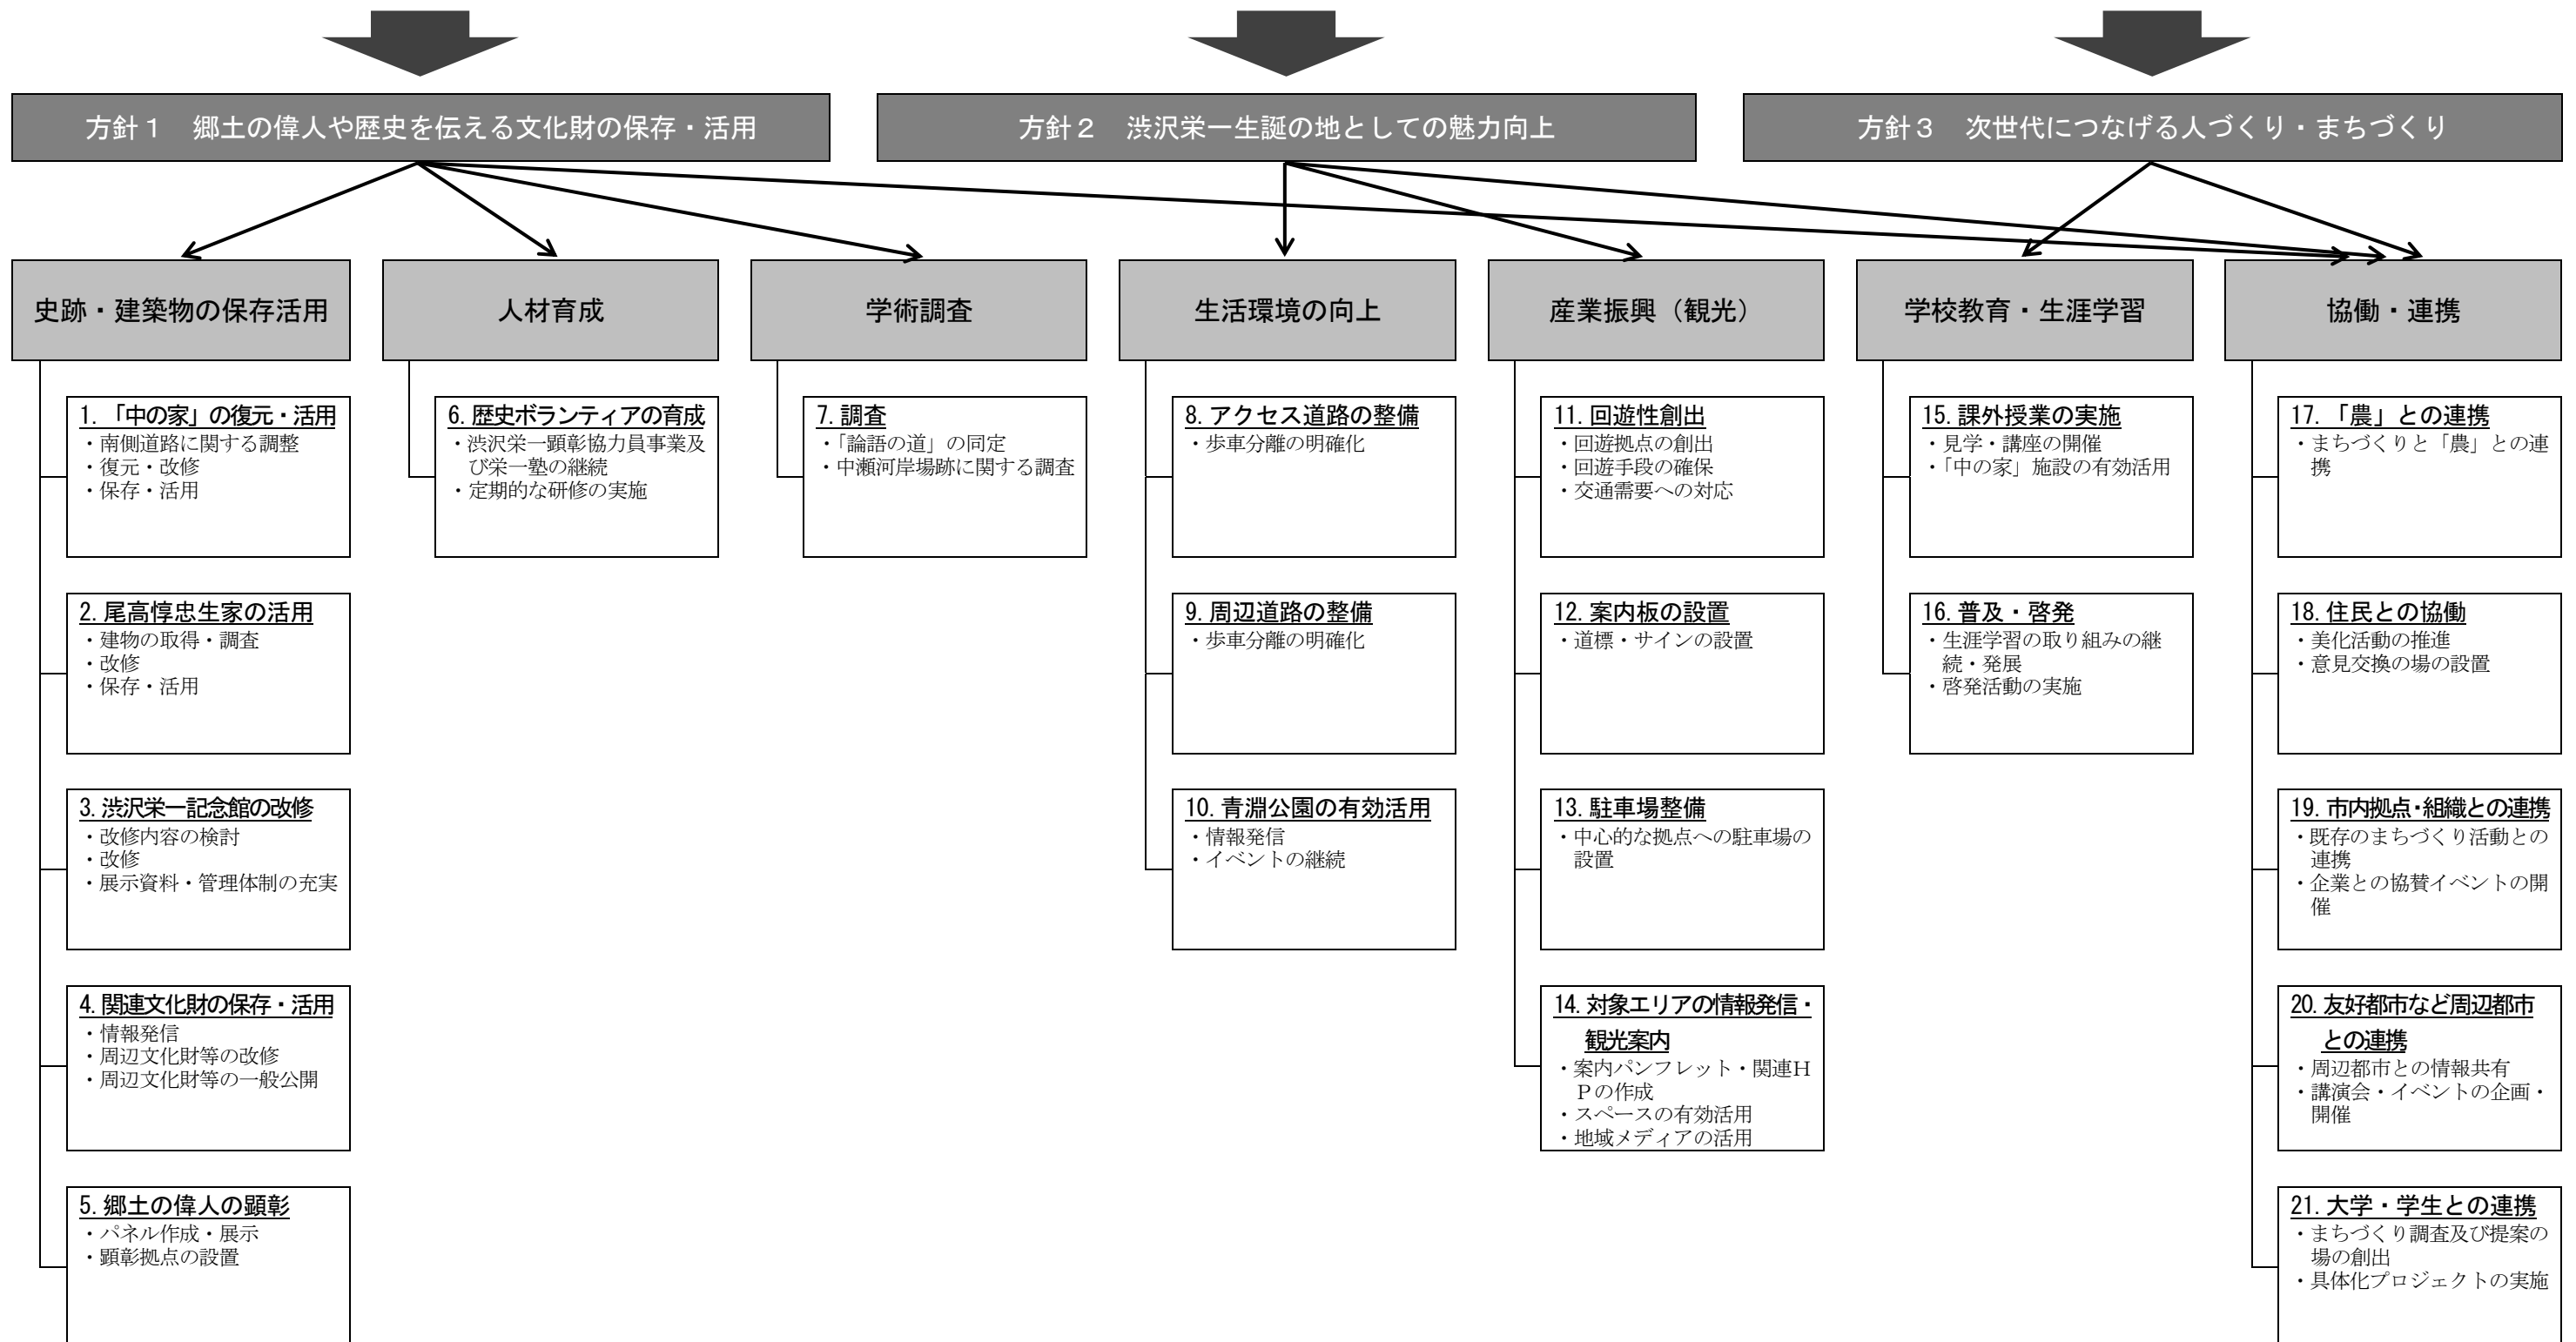 方針１　郷土の偉人や歴史を伝える文化財の保存・活用
方針２　渋沢栄一生誕の地としての魅力向上
方針３　次世代につなげる人づくり・まちづくり
史跡・建築物の保存活用
1.「中の家」の復元・活用
・南側道路に関する調整
・復元・改修
・保存・活用
2.尾高惇忠生家の活用
・建物の取得・調査
・改修
・保存・活用
3.渋沢栄一記念館の改修
・改修内容の検討
・改修
・展示資料・管理体制の充実
4.関連文化財の保存・活用
・情報発信
・周辺文化財等の改修
・周辺文化財等の一般公開
5.郷土の偉人の顕彰
・パネル作成・展示
・顕彰拠点の設置
人材育成
6.歴史ボランティアの育成
・渋沢栄一顕彰協力員事業及
び栄一塾の継続
・定期的な研修の実施
学術調査
7.調査
・「論語の道」の同定
・中瀬河岸場跡に関する調査
生活環境の向上
8.アクセス道路の整備
・歩車分離の明確化
9.周辺道路の整備
・歩車分離の明確化
10.青淵公園の有効活用
・情報発信
・イベントの継続
産業振興（観光）
11.回遊性創出
・回遊拠点の創出
・回遊手段の確保
・交通需要への対応
12.案内板の設置
・道標・サインの設置
13.駐車場整備
・中心的な拠点への駐車場の
設置
14.対象エリアの情報発信・
観光案内
・案内パンフレット・関連Ｈ
Ｐの作成
・スペースの有効活用
・地域メディアの活用
学校教育・生涯学習
15.課外授業の実施
・見学・講座の開催
・「中の家」施設の有効活用
16.普及・啓発
・生涯学習の取り組みの継
続・発展
・啓発活動の実施
協働・連携
17.「農」との連携
・まちづくりと「農」との連
携
18.住民との協働
・美化活動の推進
・意見交換の場の設置
19.市内拠点・組織との連携
・既存のまちづくり活動との
連携
・企業との協賛イベントの開
催
20.友好都市など周辺都市
との連携
・周辺都市との情報共有
・講演会・イベントの企画・
開催
21.大学・学生との連携
・まちづくり調査及び提案の
場の創出
・具体化プロジェクトの実施